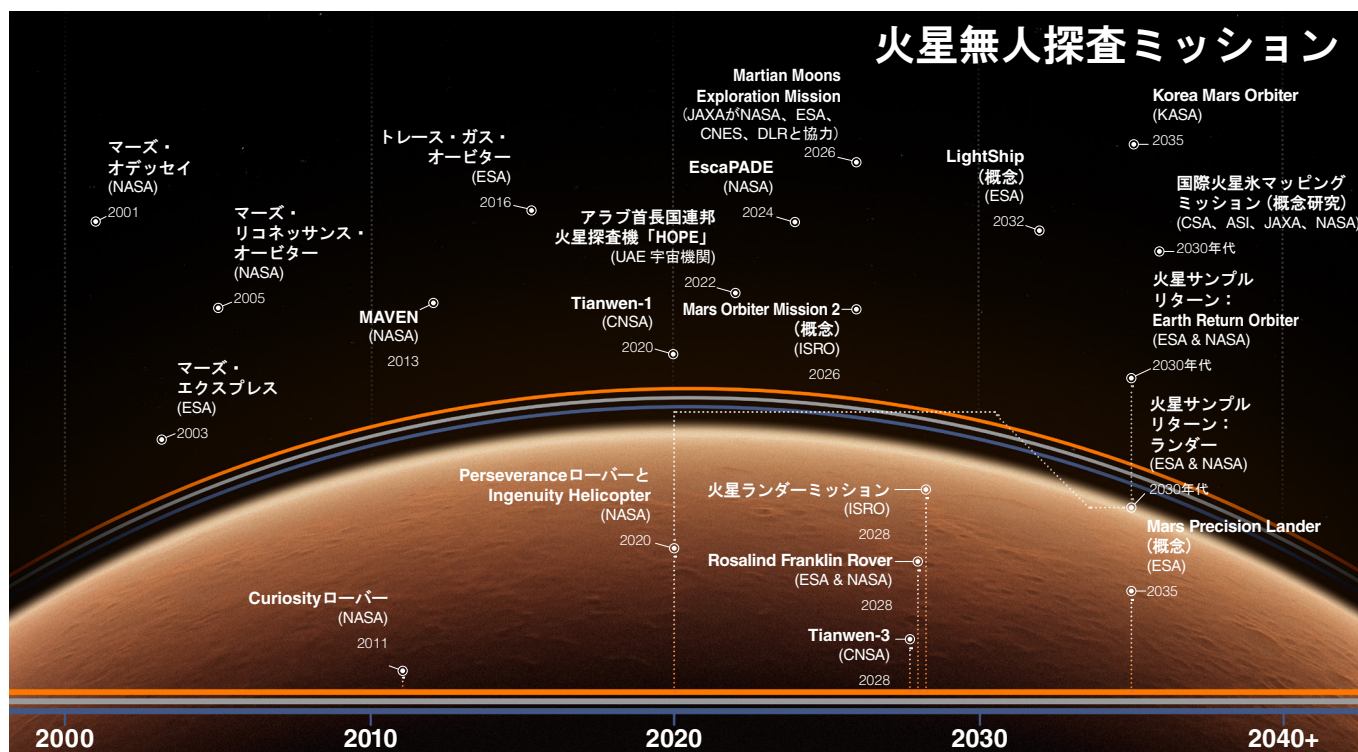 火星無人探査ミッション
マーズ・
オデッセイ
(NASA)
2001
マーズ・
リコネッサンス・
オービター
(NASA)
2005
マーズ・
エクスプレス
(ESA)
2003
トレース・ガス・
オービター
(ESA)
2016
MAVEN
(NASA)
2013
Martian Moons
Exploration Mission
(JAXAがNASA、ESA、
CNES、DLRと協力)
2026
EscaPADE
(NASA)
2024
アラブ首長国連邦
火星探査機「HOPE」
(UAE 宇宙機関)
2022
Tianwen-1
(CNSA)
2020
Mars Orbiter Mission 2
(概念)
(ISRO)
2026
LightShip
(概念)
(ESA)
2032
Korea Mars Orbiter
(KASA)
2035
国際火星氷マッピング
ミッション(概念研究)
(CSA、ASI、JAXA、NASA)
2030年代
火星サンプル
リターン:
Earth Return Orbiter
(ESA & NASA)
2030年代
火星サンプル
リターン:
ランダー
(ESA & NASA)
2030年代
Mars Precision Lander
(概念)
(ESA)
2035
Perseveranceローバーと
Ingenuity Helicopter
(NASA)
2020
火星ランダーミッション
(ISRO)
2028
Rosalind Franklin Rover
(ESA & NASA)
2028
Tianwen-3
(CNSA)
2028
Curiosityローバー
(NASA)
2011
2000
2010
2020
2030
2040+